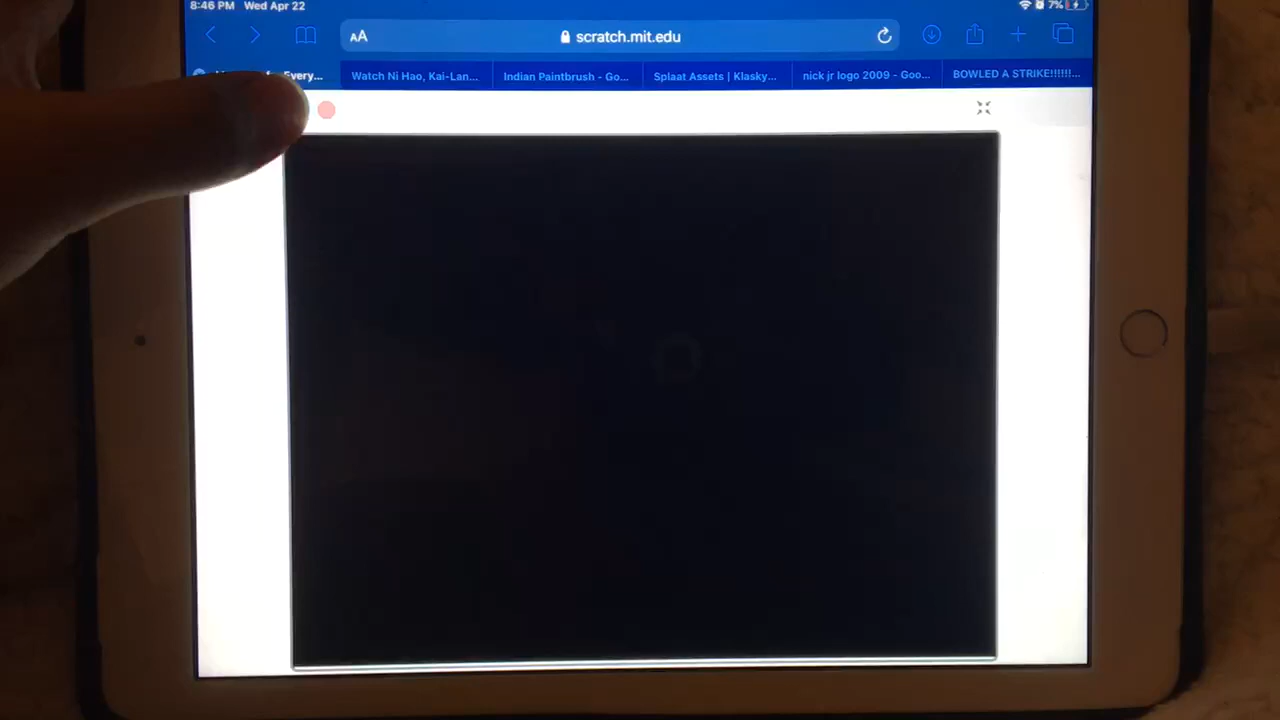 8:46 PM Wed Apr 22
7%
AA
scratch.mit.edu
Every...
Watch Ni Hao, Kai-Lan...
Indian Paintbrush - Go...
Splaat Assets | Klasky...
nick jr logo 2009 - Goo...
BOWLED A STRIKE!!!!!!...